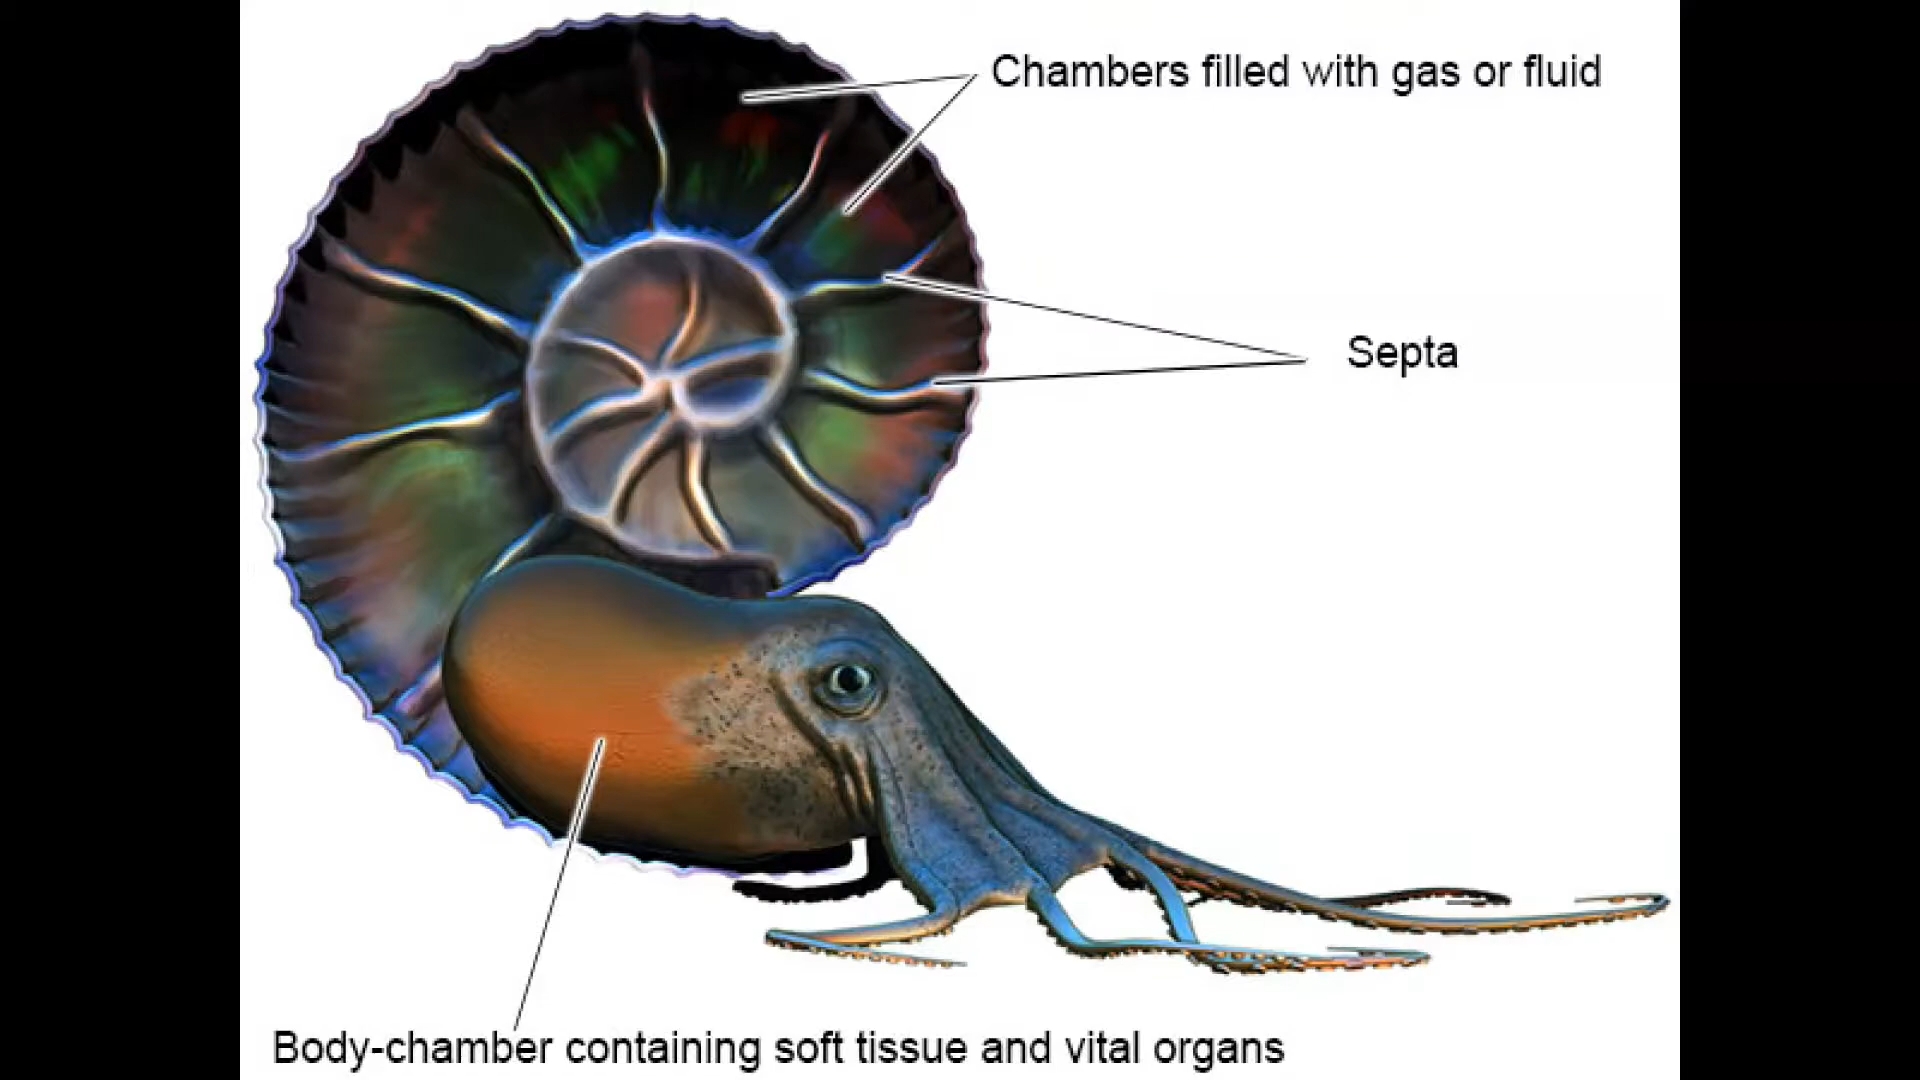 Chambers filled with gas or fluid
Septa
Body-chamber containing soft tissue and vital organs